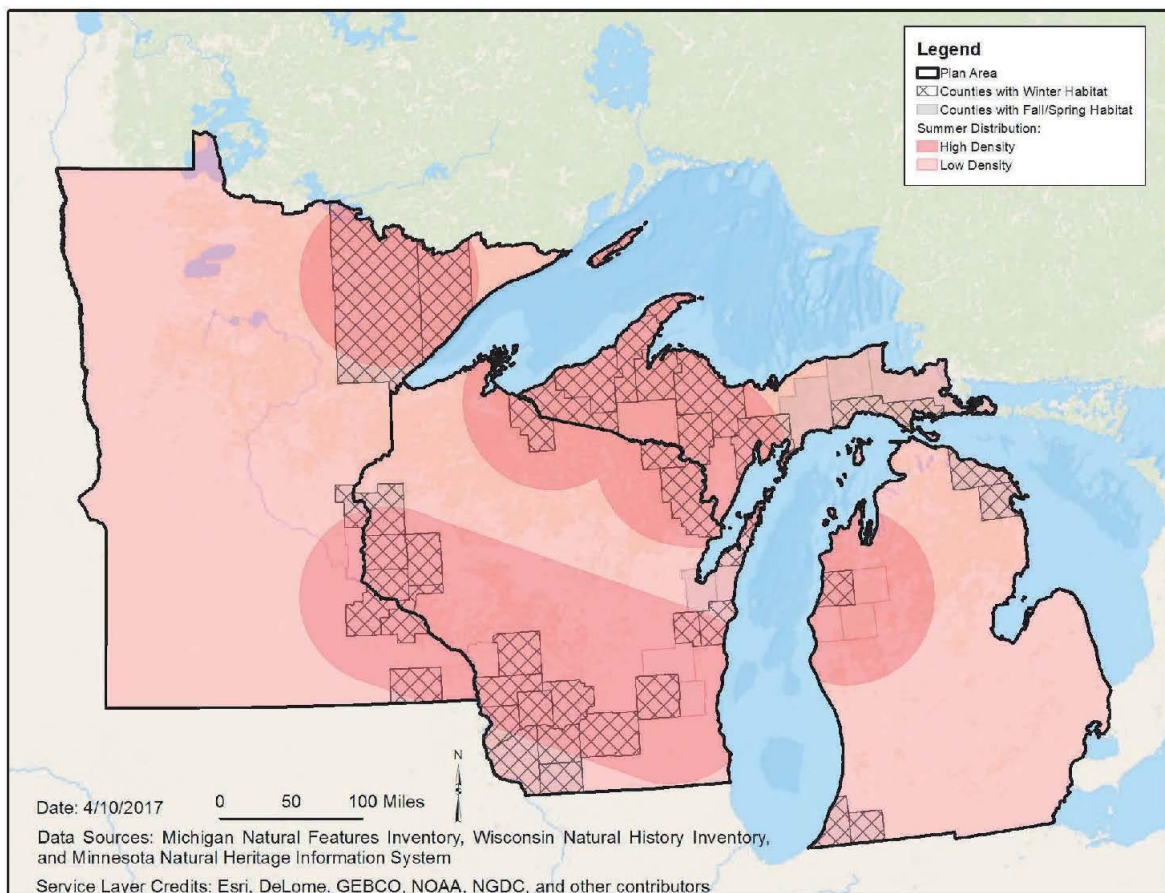 Legend
Plan Area
Counties with Winter Habitat
Counties with Fall/Spring Habitat
Summer Distribution:
High Density
Low Density
N
Date: 4/10/2017
0 50 100 Miles
Data Sources: Michigan Natural Features Inventory, Wisconsin Natural History Inventory,
and Minnesota Natural Heritage Information System
Service Layer Credits: Esri, DeLorme, GEBCO, NOAA, NGDC, and other contributors